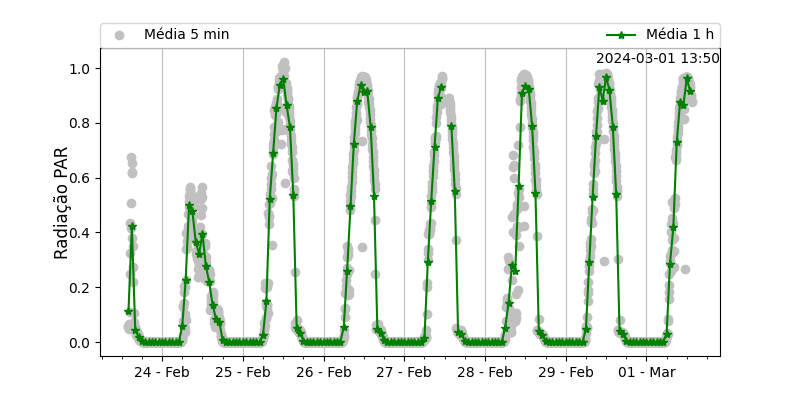 Média 5 min
Média 1 h
2024-03-01 13:50
Radiação PAR
1.0
0.8
0.6
0.4
0.2
0.0
24 - Feb
25 - Feb
26 - Feb
27 - Feb
28 - Feb
29 - Feb
01 - Mar